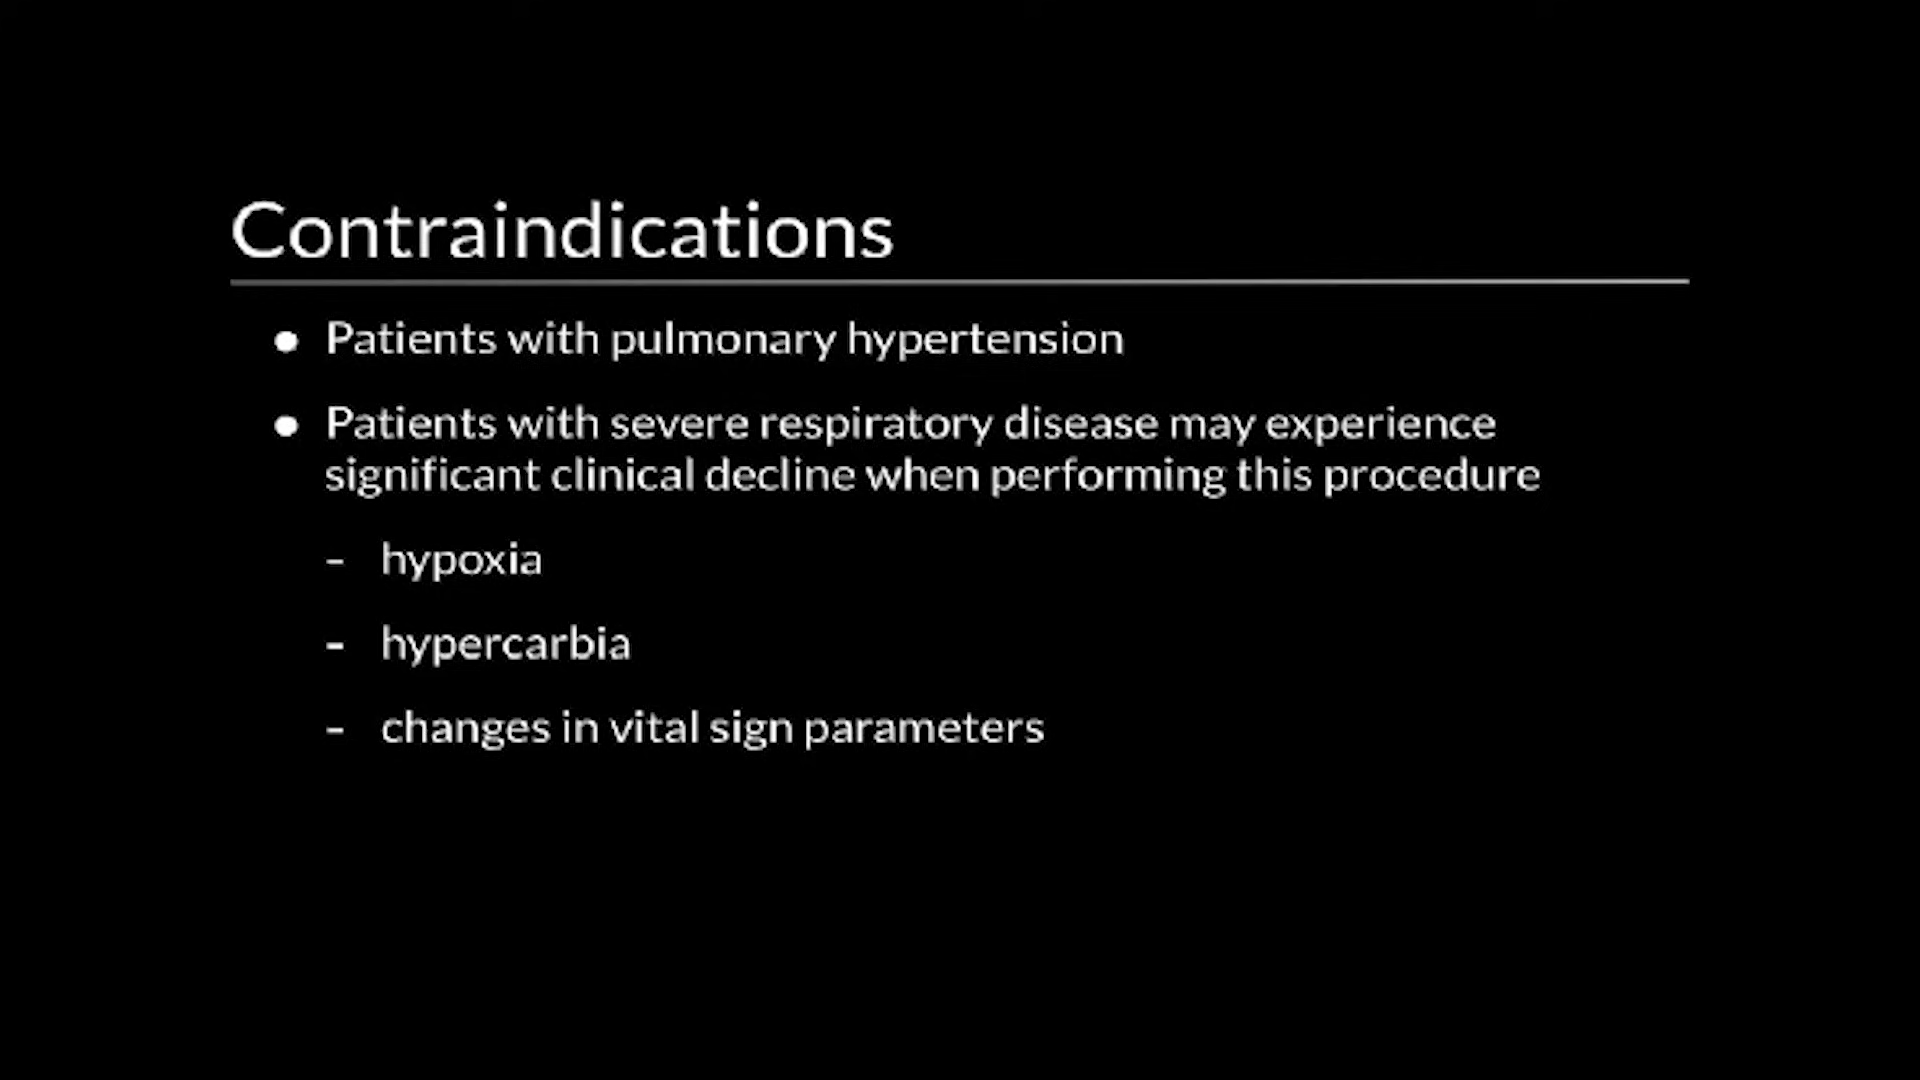 Contraindications
● Patients with pulmonary hypertension
● Patients with severe respiratory disease may experience
significant clinical decline when performing this procedure
- hypoxia
- hypercarbia
- changes in vital sign parameters